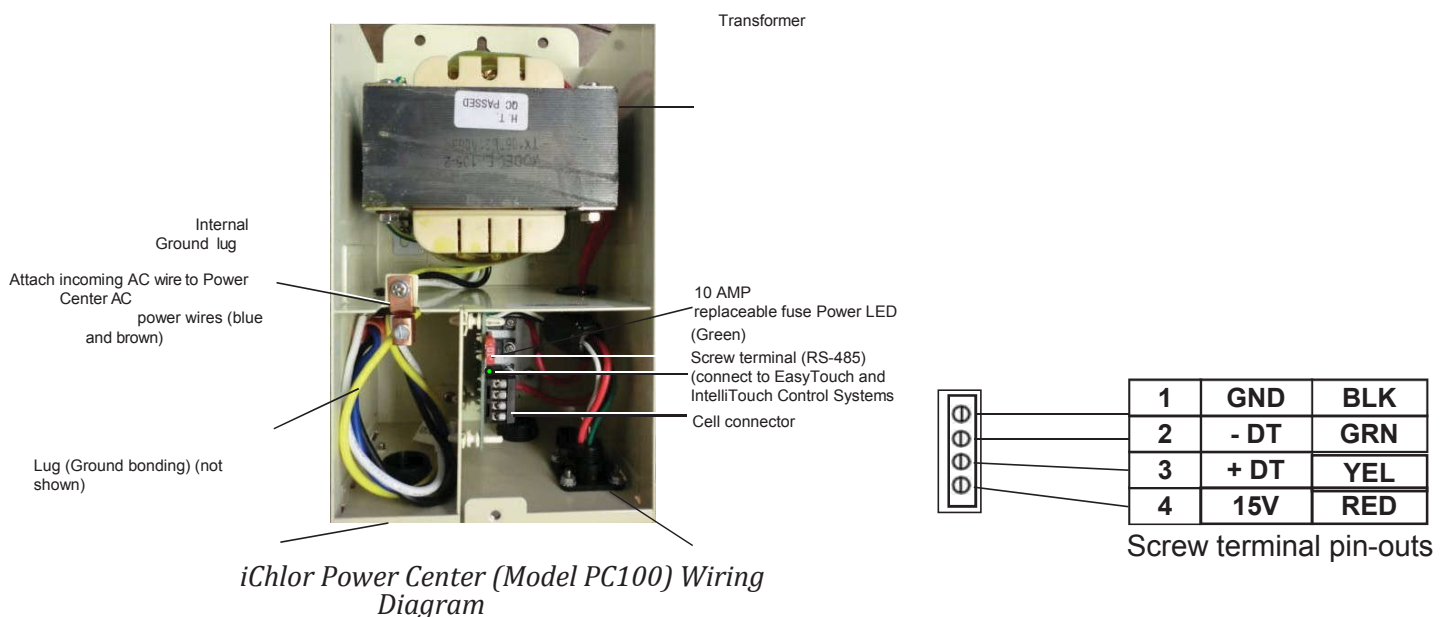 Transformer
QC PASSED
H. T.
Internal
Ground lug
Attach incoming AC wire to Power
Center AC
power wires (blue
and brown)
10 AMP
replaceable fuse Power LED
(Green)
Screw terminal (RS-485)
(connect to EasyTouch and
IntelliTouch Control Systems
Cell connector
Lug (Ground bonding) (not
shown)
1 GND BLK
2 - DT GRN
3 + DT YEL
4 15V RED
Screw terminal pin-outs
iChlor Power Center (Model PC100) Wiring
Diagram